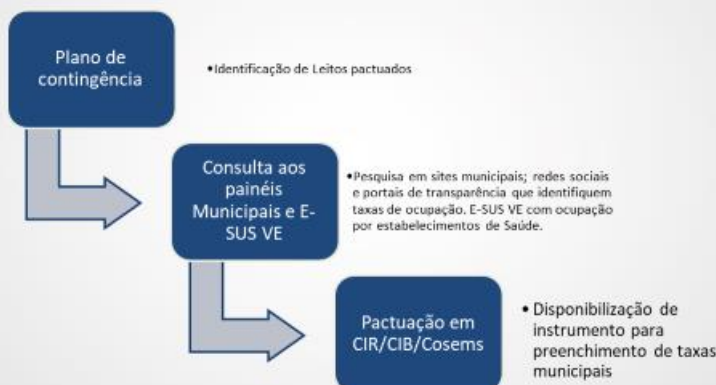 Plano de
contingência
•Identificação de Leitos pactuados
Consulta aos
painéis
Municipais e E-
SUS VE
•Pesquisa em sites municipais; redes sociais
e portais de transparência que identifiquem
taxas de ocupação. E-SUS VE com ocupação
por estabelecimentos de Saúde.
Pactuação em
CIR/CIB/Cosems
• Disponibilização de
instrumento para
preenchimento de taxas
municipais